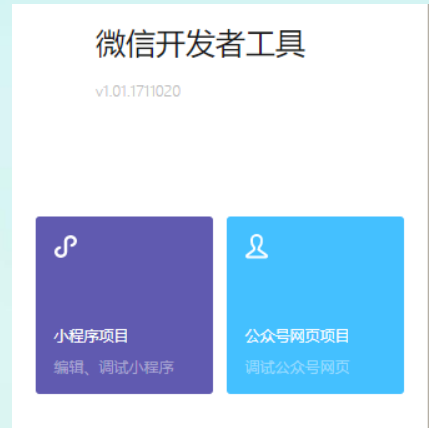 微信开发者工具
v1.01.1711020
小程序项目
编辑、调试小程序
公众号网页项目
调试公众号网页